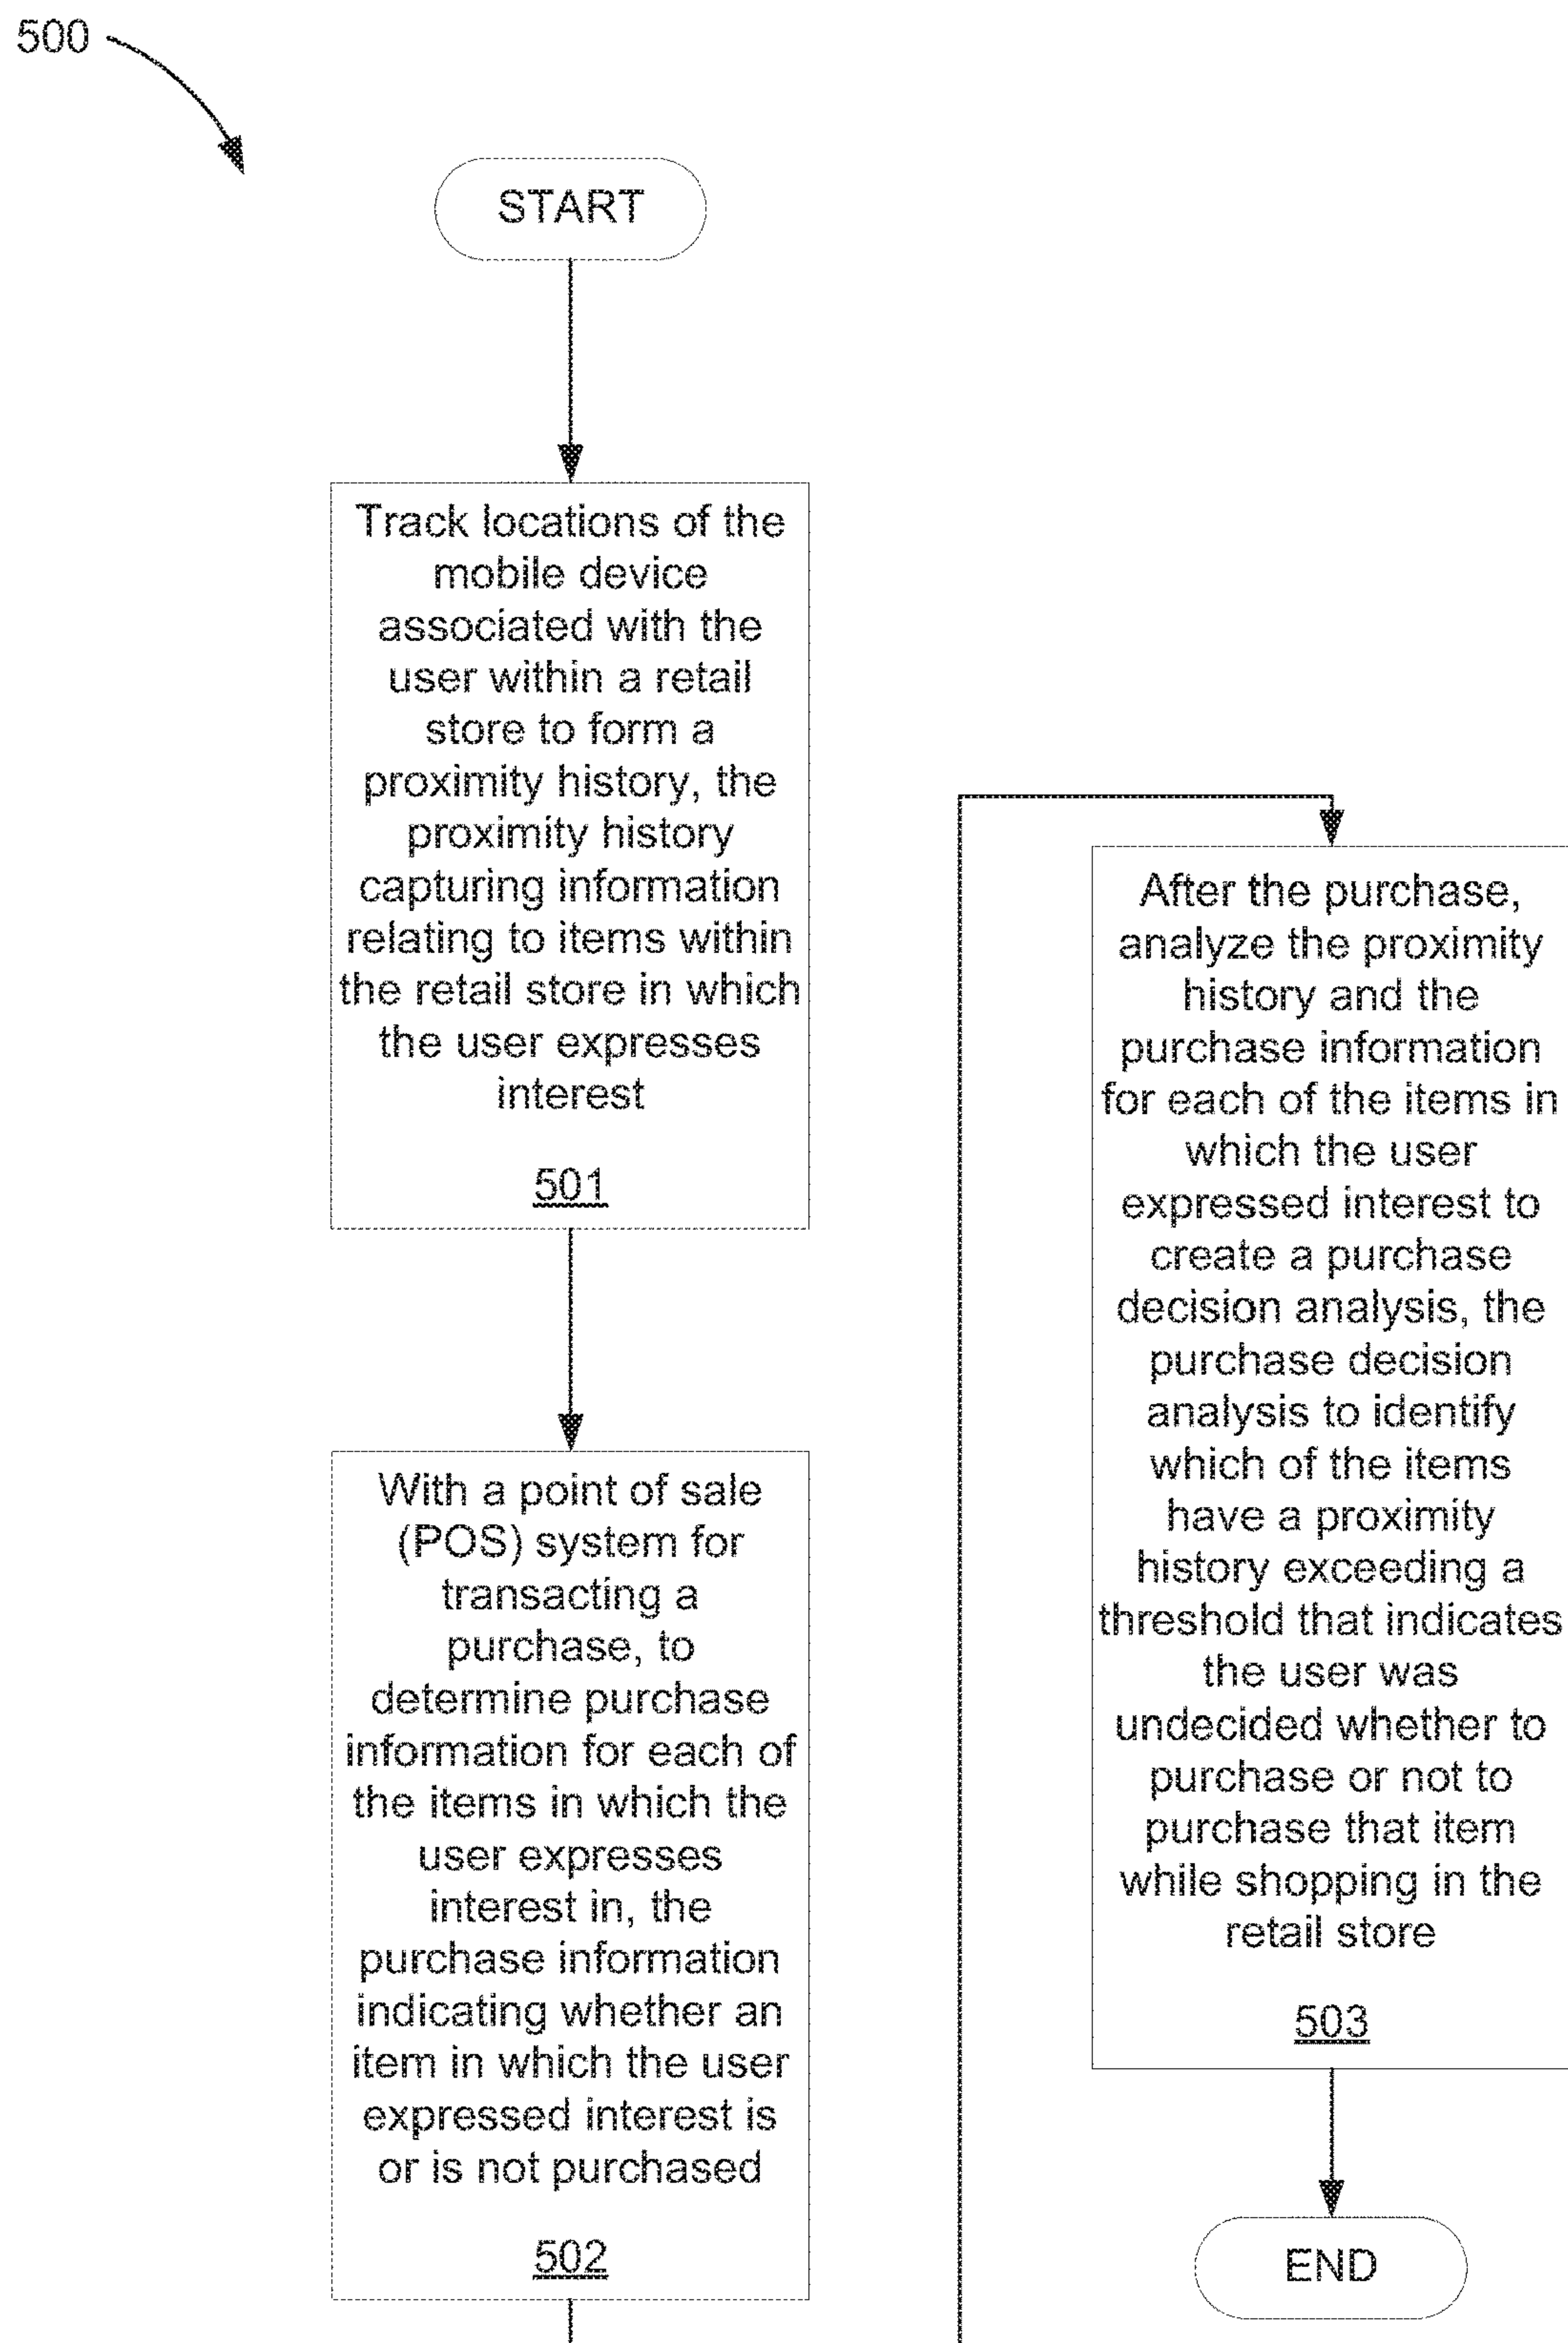 500
START
Track locations of the
mobile device
associated with the
user within a retail
store to form a
proximity history, the
proximity history
capturing information
relating to items within
the retail store in which
the user expresses
interest
501
With a point of sale
(POS) system for
transacting a
purchase, to
determine purchase
information for each of
the items in which the
user expresses
interest in, the
purchase information
indicating whether an
item in which the user
expressed interest is
or is not purchased
502
After the purchase,
analyze the proximity
history and the
purchase information
for each of the items in
which the user
expressed interest to
create a purchase
decision analysis, the
purchase decision
analysis to identify
which of the items
have a proximity
history exceeding a
threshold that indicates
the user was
undecided whether to
purchase or not to
purchase that item
while shopping in the
retail store
503
END